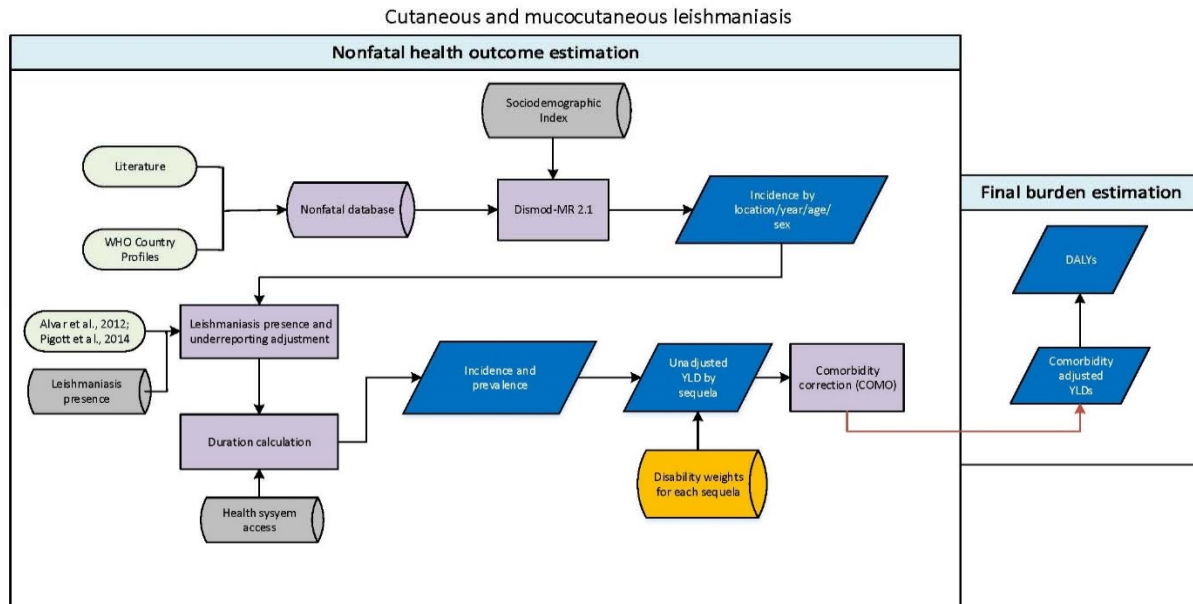 Cutaneous and mucocutaneous leishmaniasis
Nonfatal health outcome estimation
Sociodemographic
Index
Literature
WHO Country
Profiles
Nonfatal database
Dismod-MR 2.1
Incidence by
location/year/age/
sex
Final burden estimation
DALYs
Alvar et al., 2012;
Pigott et al., 2014
Leishmaniasis
presence
Leishmaniasis presence and
underreporting adjustment
Duration calculation
Health sysyem
access
Incidence and
prevalence
Unadjusted
YLD by
sequela
Disability weights
for each sequela
Comorbidity
correction (COMO)
Comorbidity
adjusted
YLDs